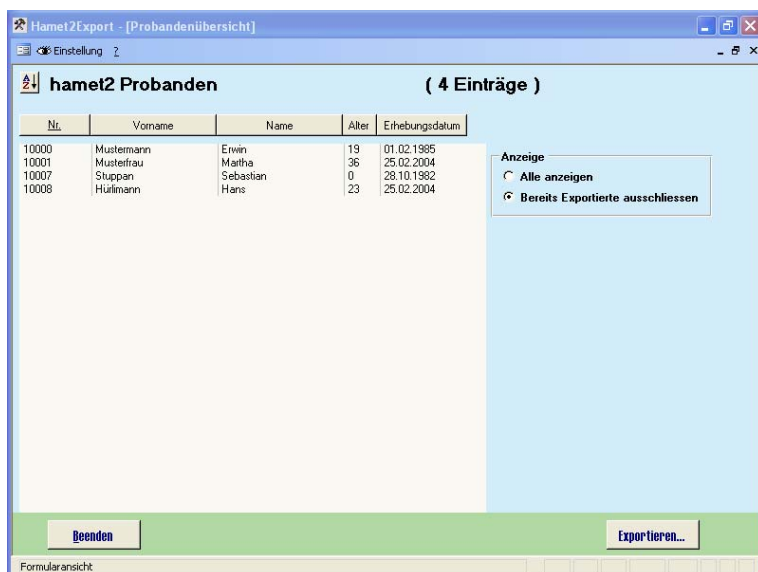 Hamet2Export - [Probandenübersicht]
Einstellung ?
hamet2 Probanden ( 4 Einträge )
Nr. Vorname Name Alter Erhebungsdatum
10000 Mustermann Erwin 19 01.02.1985
10001 Musterfrau Martha 36 25.02.2004
10007 Stuppan Sebastian 0 28.10.1982
10008 Hürlimann Hans 23 25.02.2004
Anzeige
Alle anzeigen
Bereits Exportierte ausschliessen
Beenden Exportieren...
Formularansicht